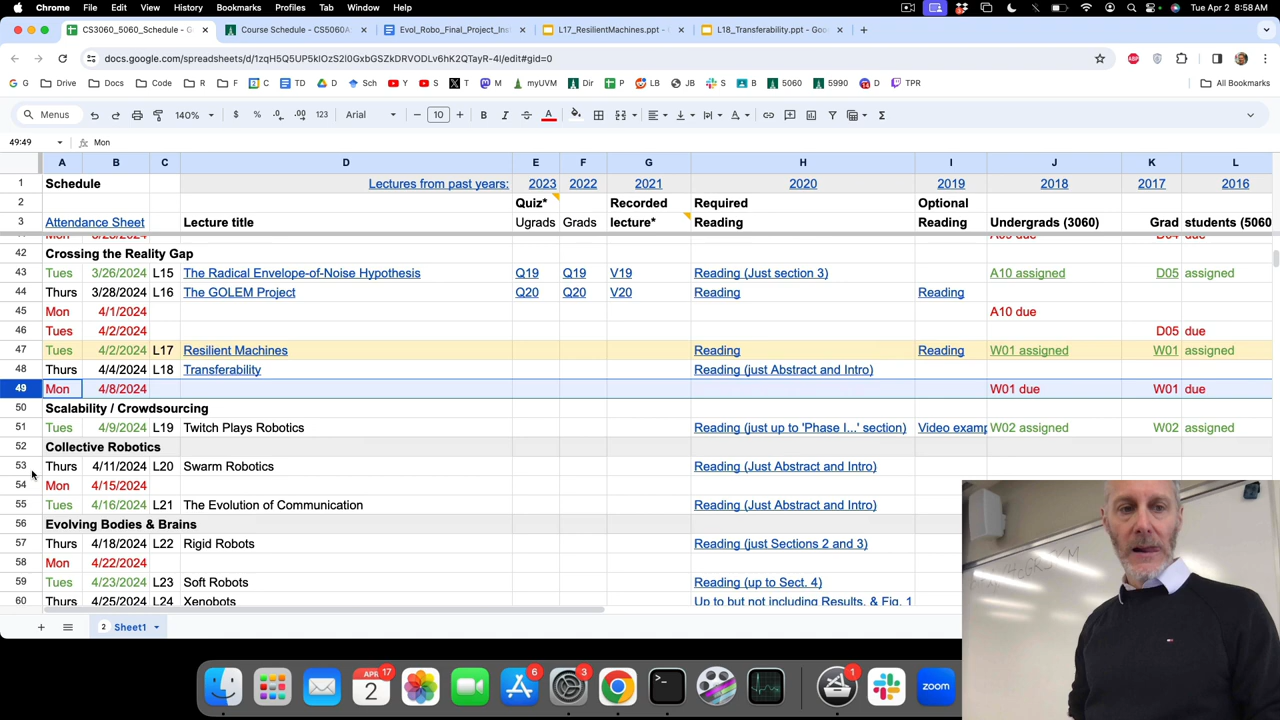 Chrome File Edit View History Bookmarks Profiles Tab Window Help Tue Apr 2 8:58 AM
CS3060_5060_Schedule - G Course Schedule - CS5060A Evol_Robo_Final_Project_Ins L17_ResilientMachines.ppt - L18_Transferability.ppt - Goo
docs.google.com/spreadsheets/d/1zqH5Q5UP5kIOzS2l0GxbGSZkDRVODLv6hK2QTayR-4I/edit#gid=0
G Drive Docs Code R F C TD D Sch Y S T M myUVM Dir P LB JB S 5060 5990 D TPR All Bookmarks
Menus 140% $ % .0 .00 123 Arial 10 B I A
49:49 fx Mon
A B C D E F G H I J K L
1 Schedule Lectures from past years: 2023 2022 2021 2020 2019 2018 2017 2016
2 Quiz* Recorded Required Optional
3 Attendance Sheet Lecture title Ugrads Grads lecture* Reading Reading Undergrads (3060) Grad students (5060
42 Crossing the Reality Gap
43 Tues 3/26/2024 L15 The Radical Envelope-of-Noise Hypothesis Q19 Q19 V19 Reading (Just section 3) A10 assigned D05 assigned
44 Thurs 3/28/2024 L16 The GOLEM Project Q20 Q20 V20 Reading Reading
45 Mon 4/1/2024 A10 due
46 Tues 4/2/2024 D05 due
47 Tues 4/2/2024 L17 Resilient Machines Reading Reading W01 assigned W01 assigned
48 Thurs 4/4/2024 L18 Transferability Reading (just Abstract and Intro)
49 Mon 4/8/2024 W01 due W01 due
50 Scalability / Crowdsourcing
51 Tues 4/9/2024 L19 Twitch Plays Robotics Reading (just up to 'Phase I...' section) Video examp W02 assigned W02 assigned
52 Collective Robotics
53 Thurs 4/11/2024 L20 Swarm Robotics Reading (Just Abstract and Intro)
54 Mon 4/15/2024
55 Tues 4/16/2024 L21 The Evolution of Communication Reading (Just Abstract and Intro)
56 Evolving Bodies & Brains
57 Thurs 4/18/2024 L22 Rigid Robots Reading (just Sections 2 and 3)
58 Mon 4/22/2024
59 Tues 4/23/2024 L23 Soft Robots Reading (up to Sect. 4)
60 Thurs 4/25/2024 L24 Xenobots Up to but not including Results, & Fig. 1
2 Sheet1
APR 17 2 6 3 1 zoom